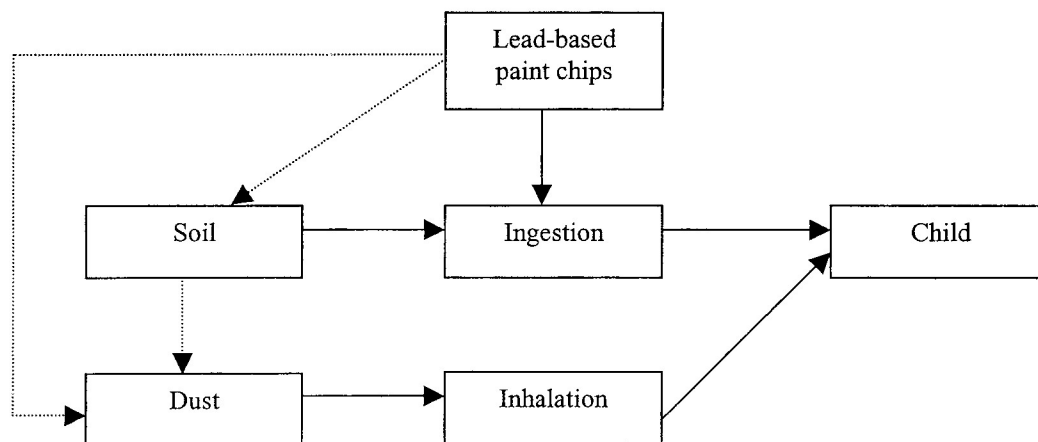 Lead-based
paint chips
Soil
Ingestion
Child
Dust
Inhalation